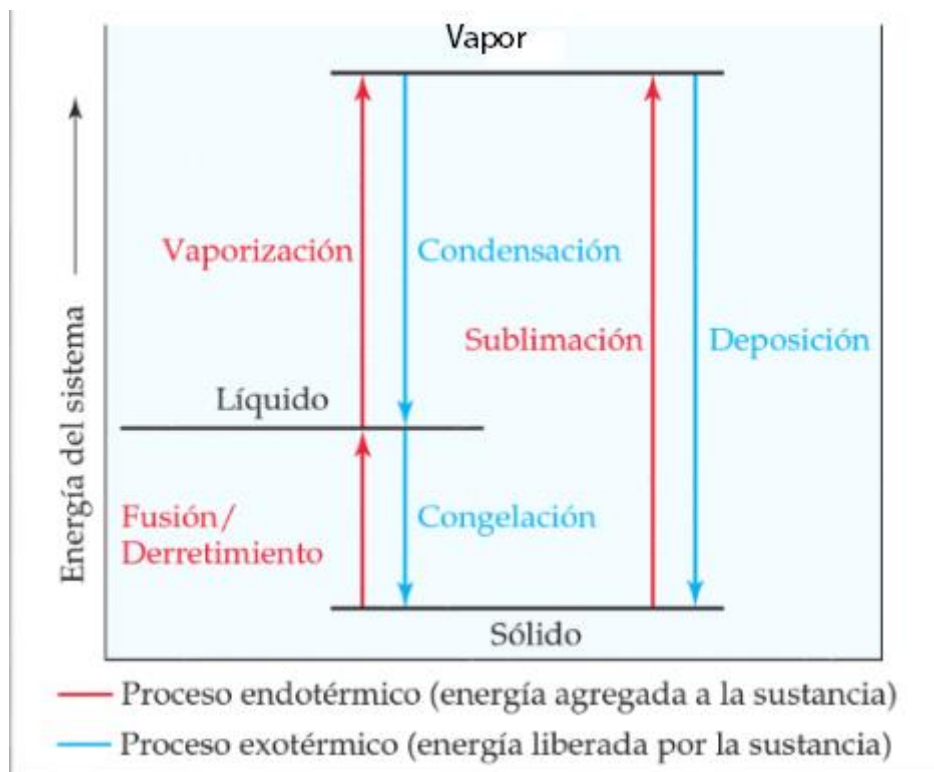 Vapor
Energía del sistema
Vaporización
Condensación
Sublimación
Deposición
Líquido
Fusión/
Derretimiento
Congelación
Sólido
Proceso endotérmico (energía agregada a la sustancia)
Proceso exotérmico (energía liberada por la sustancia)